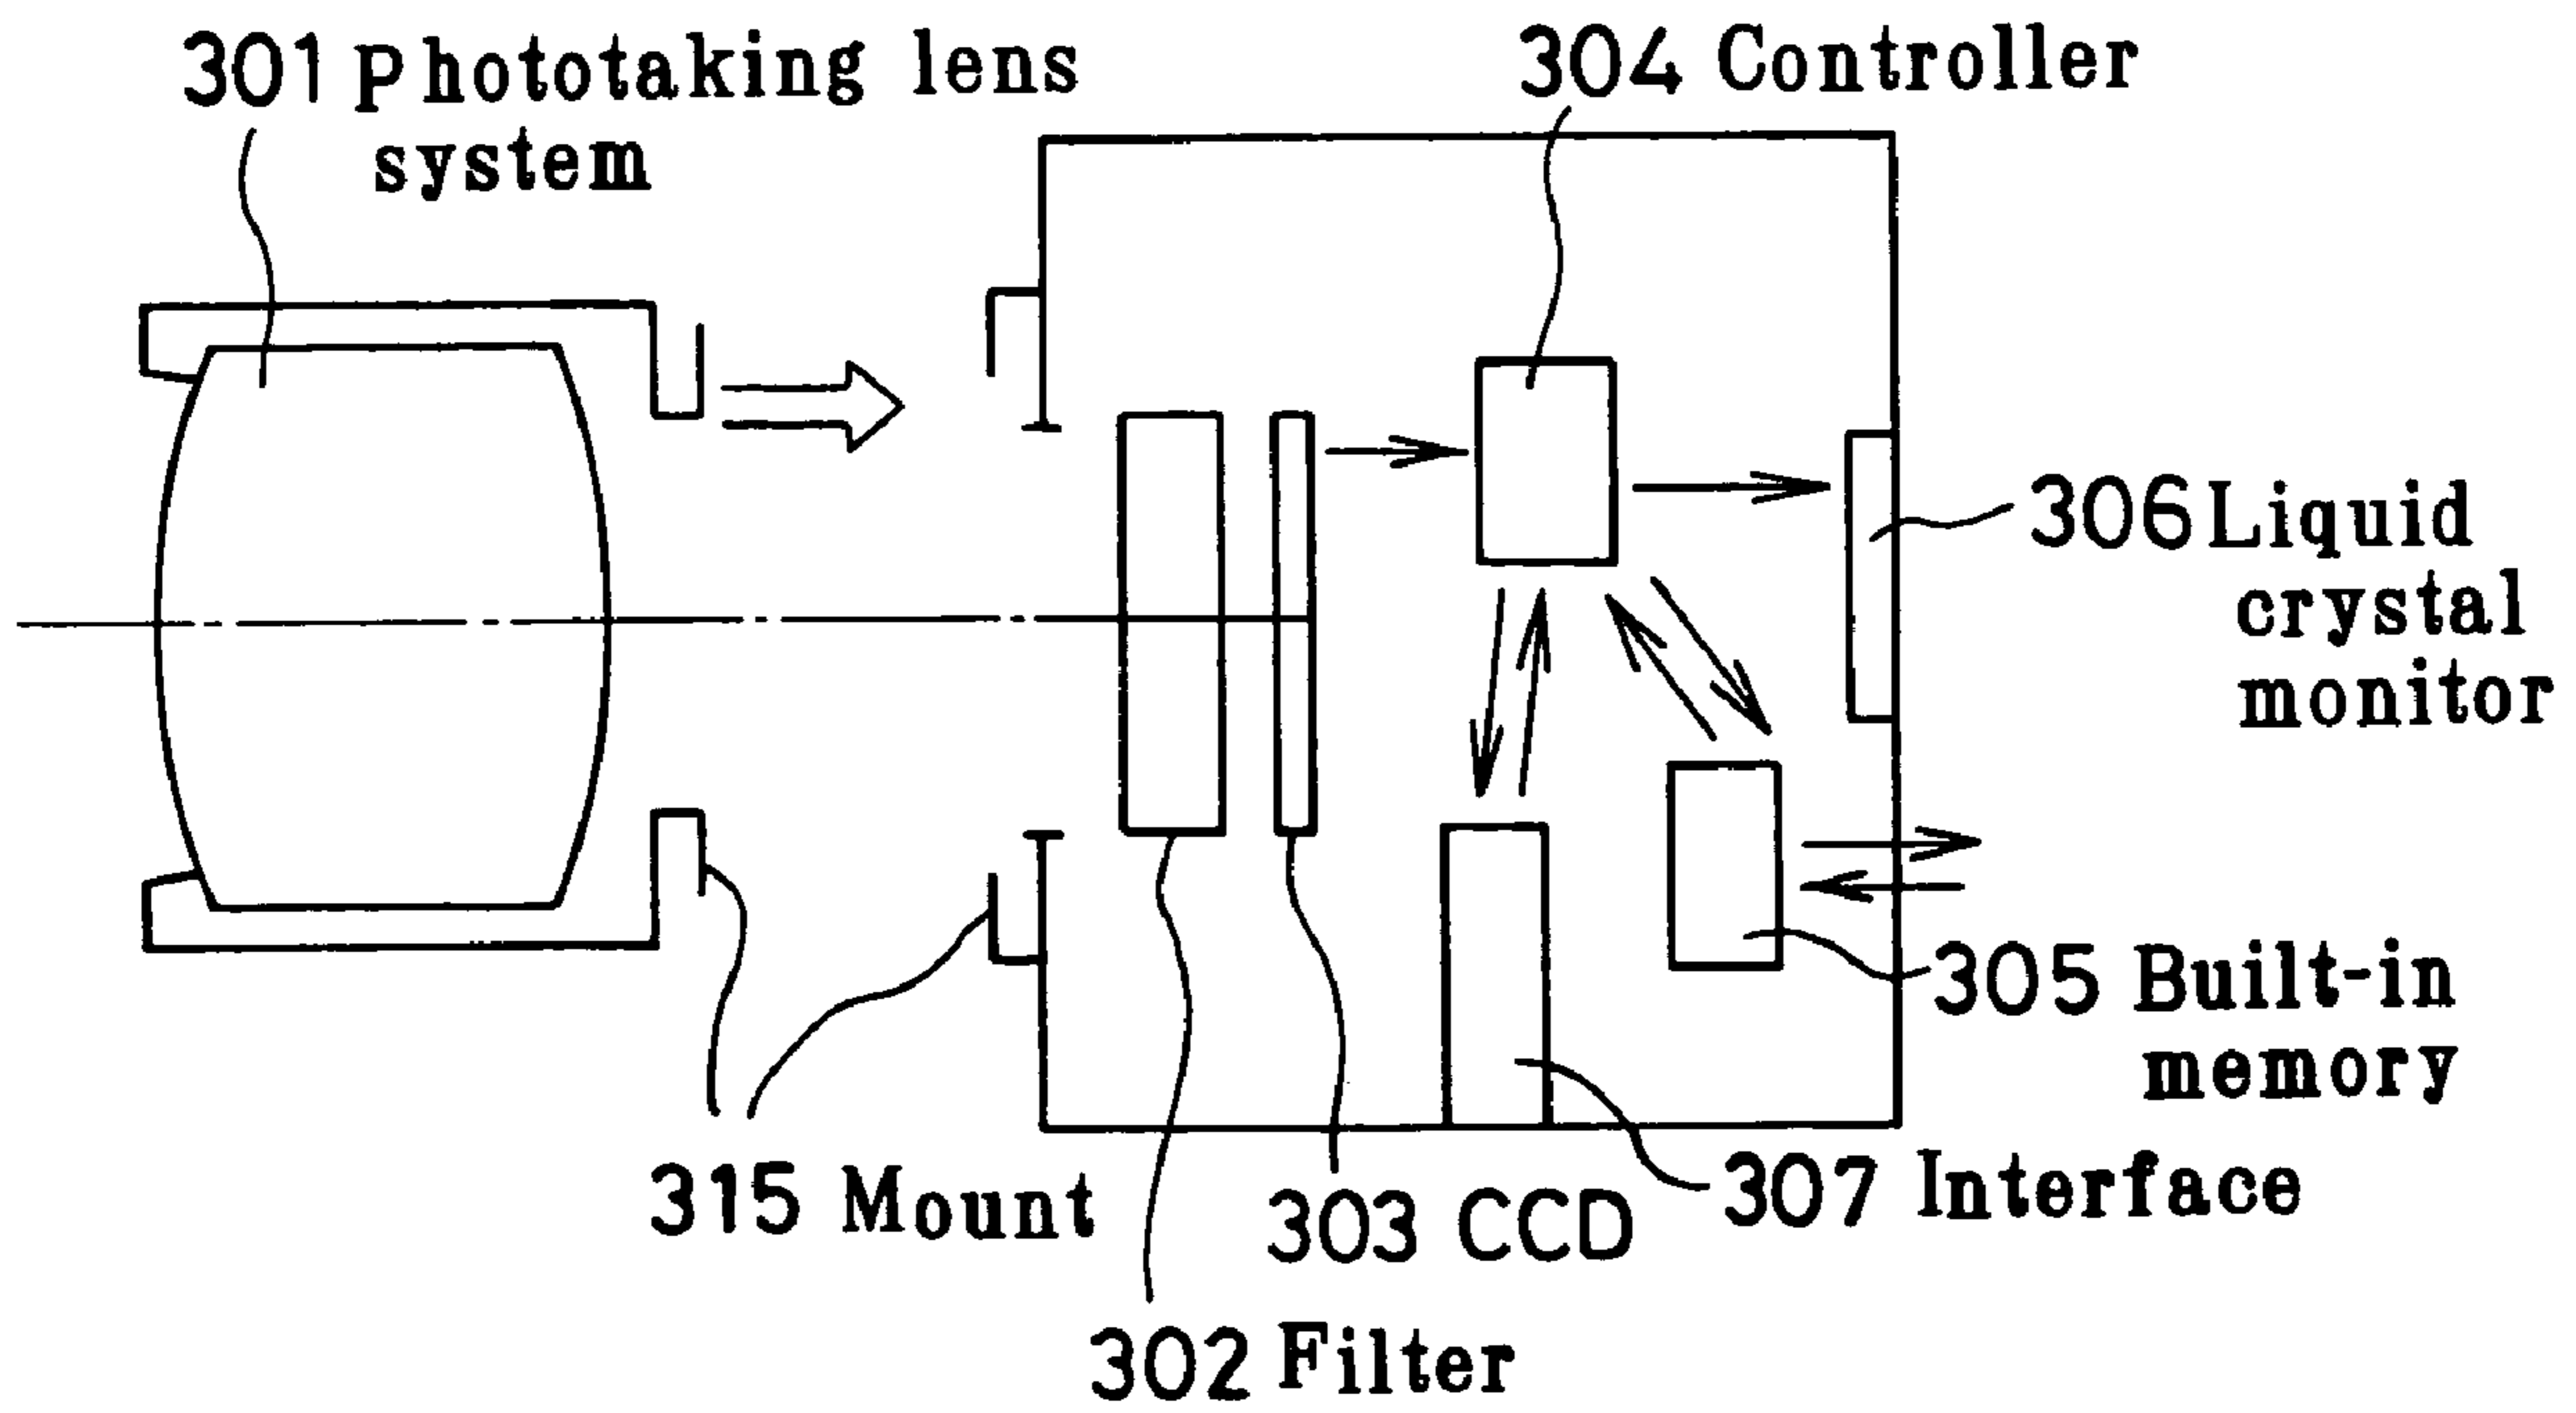 301 Phototaking lens
system
304 Controller
306 Liquid
crystal
monitor
305 Built-in
memory
315 Mount
303 CCD
307 Interface
302 Filter